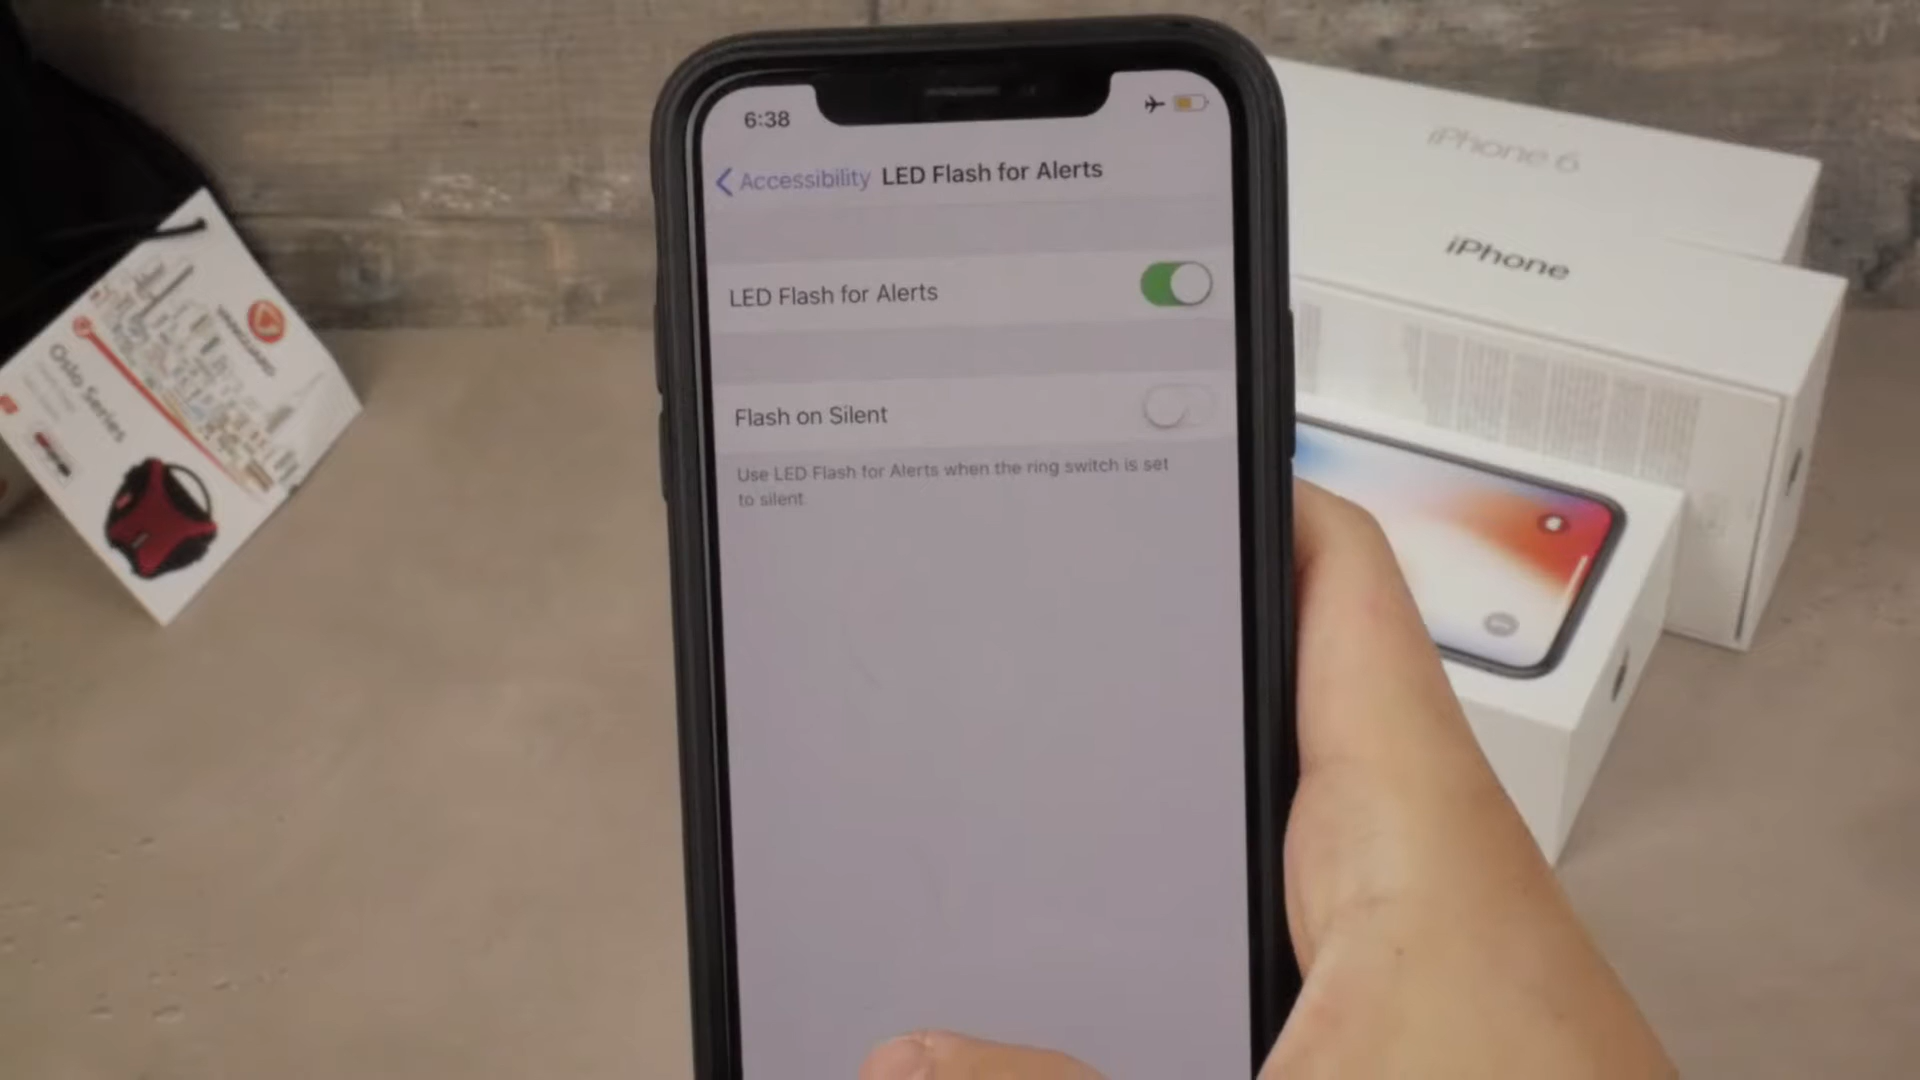 6:38
Accessibility LED Flash for Alerts
LED Flash for Alerts
Flash on Silent
Use LED Flash for Alerts when the ring switch is set
to silent.
iPhone 6
iPhone
Series